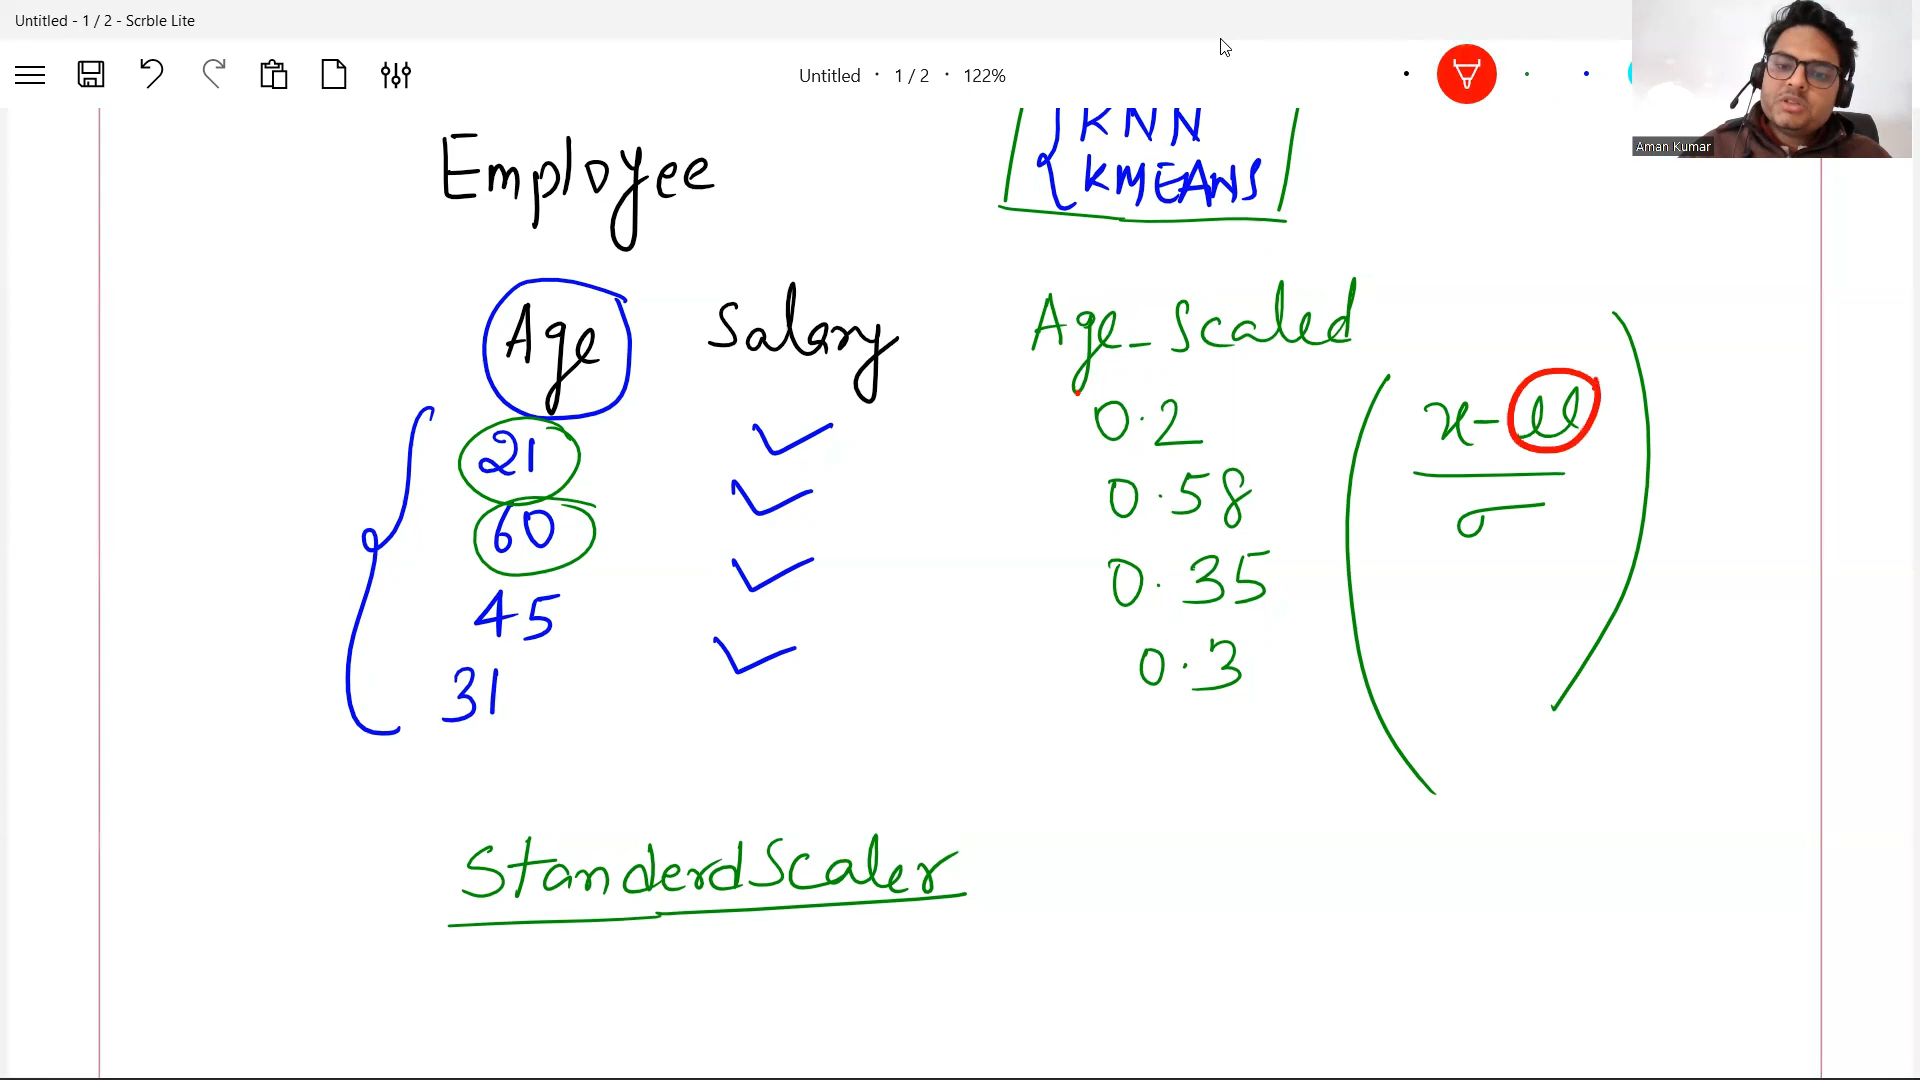 Untitled - 1 / 2 - Scrble Lite
Untitled • 1 / 2 • 122%
Aman Kumar
KNN
KMEANS
Employee
Age Salary Age_Scaled
21 0.2
60 0.58
45 0.35
31 0.3
x-μ
σ
StanderdScaler